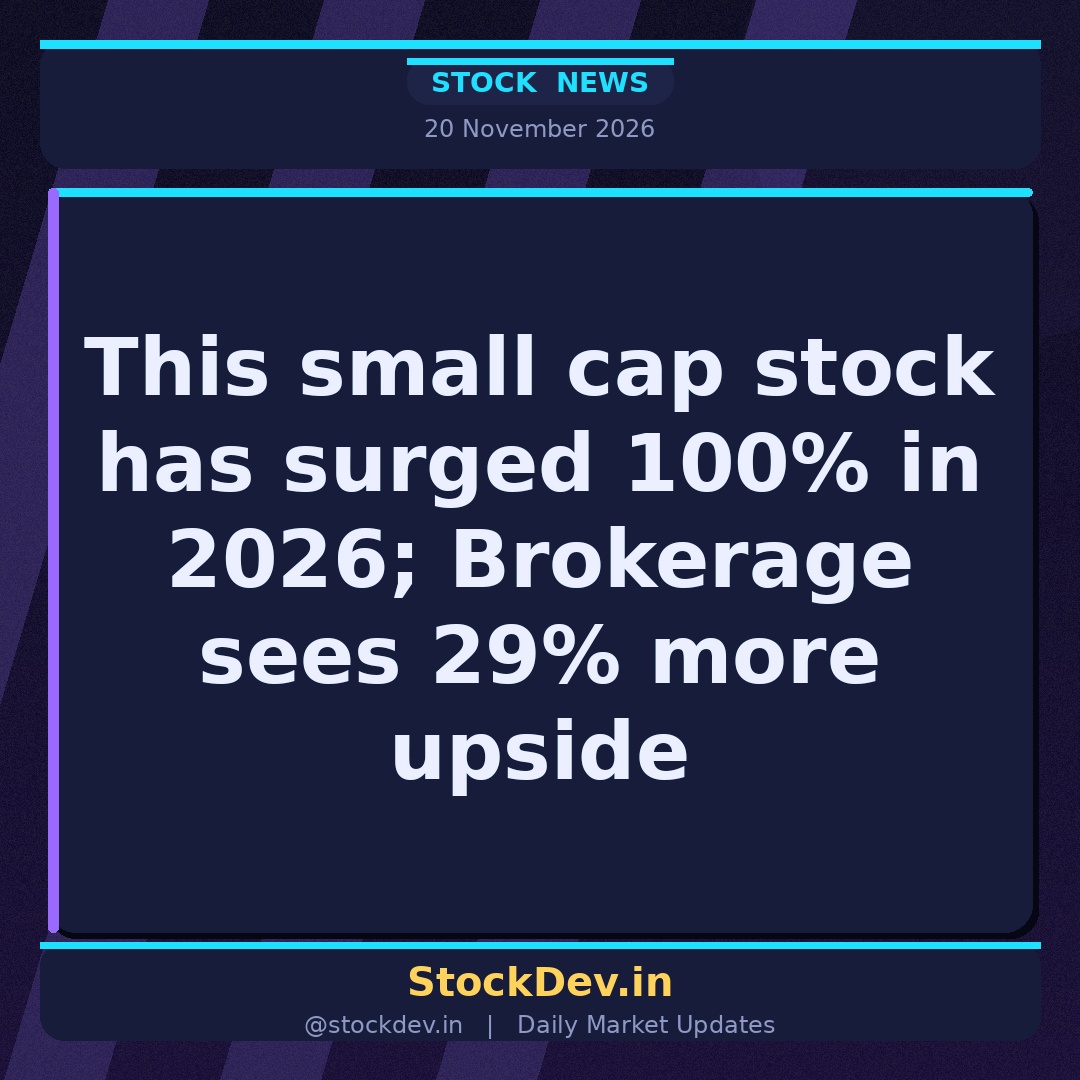 STOCK NEWS
20 November 2026
This small cap stock
has surged 100% in
2026; Brokerage
sees 29% more
upside
StockDev.in
@stockdev.in | Daily Market Updates